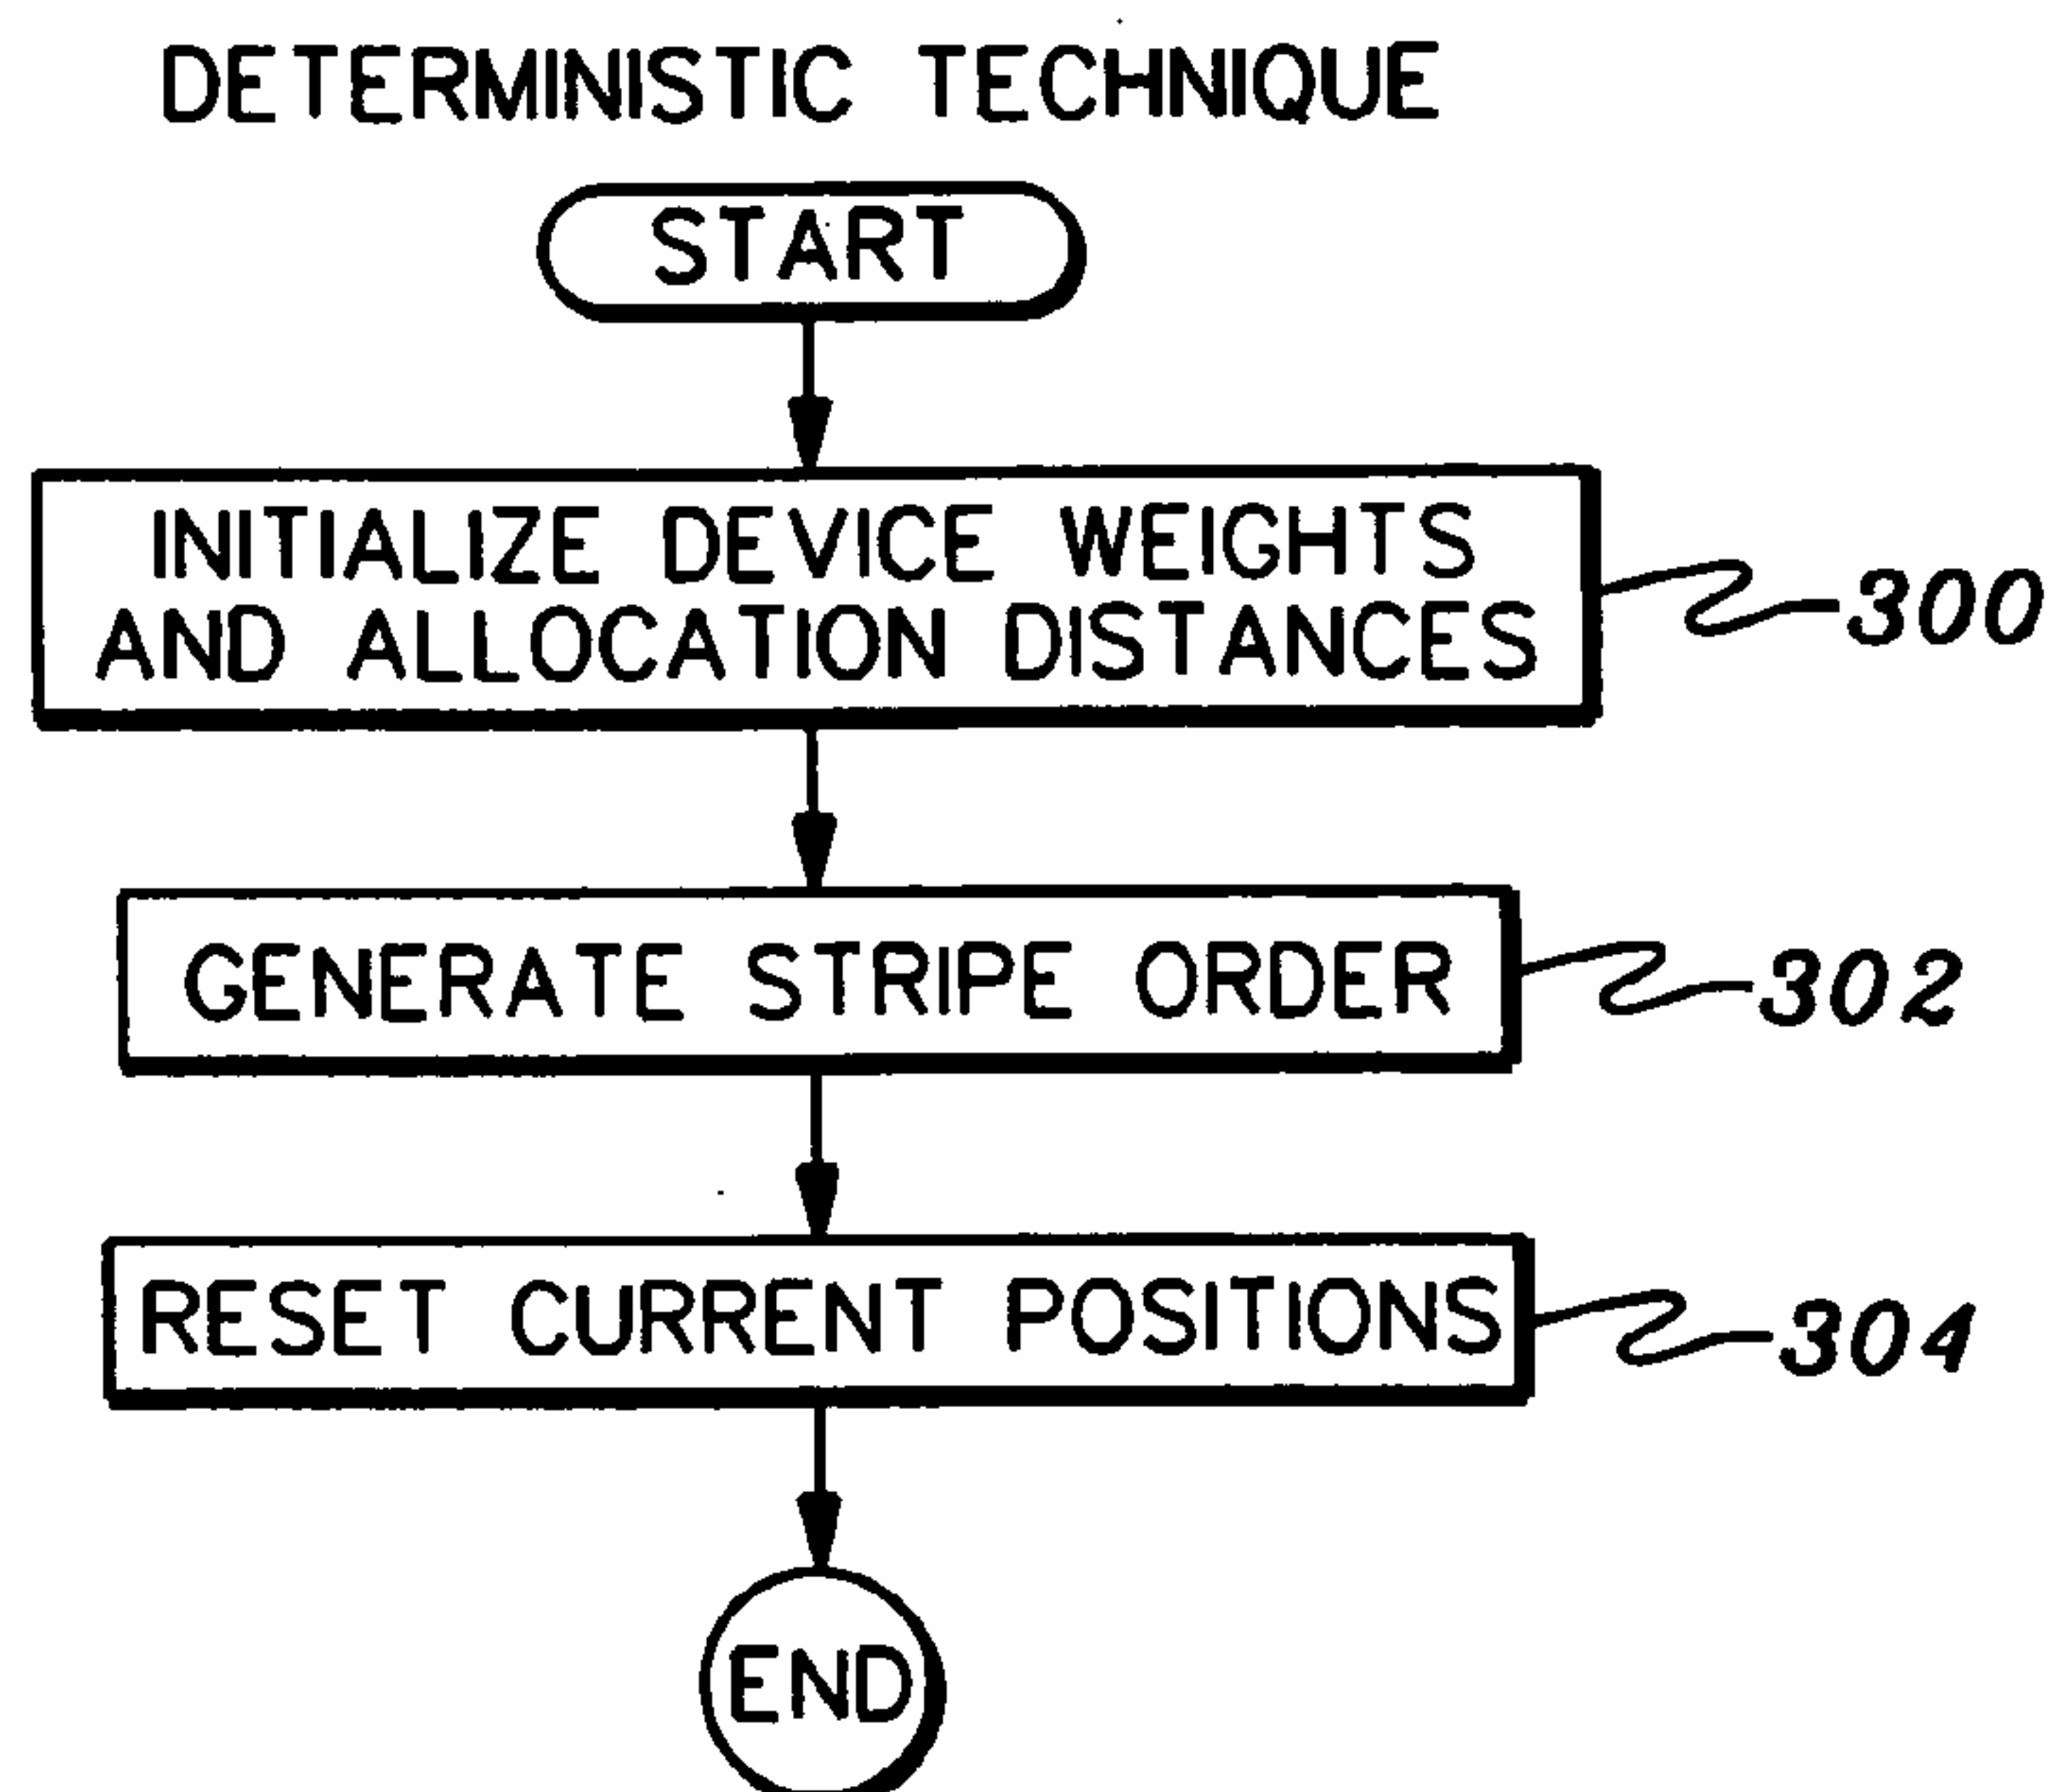 DETERMINISTIC TECHNIQUE
START
INITIALIZE DEVICE WEIGHTS
AND ALLOCATION DISTANCES
300
GENERATE STRIPE ORDER
302
RESET CURRENT POSITIONS
304
END